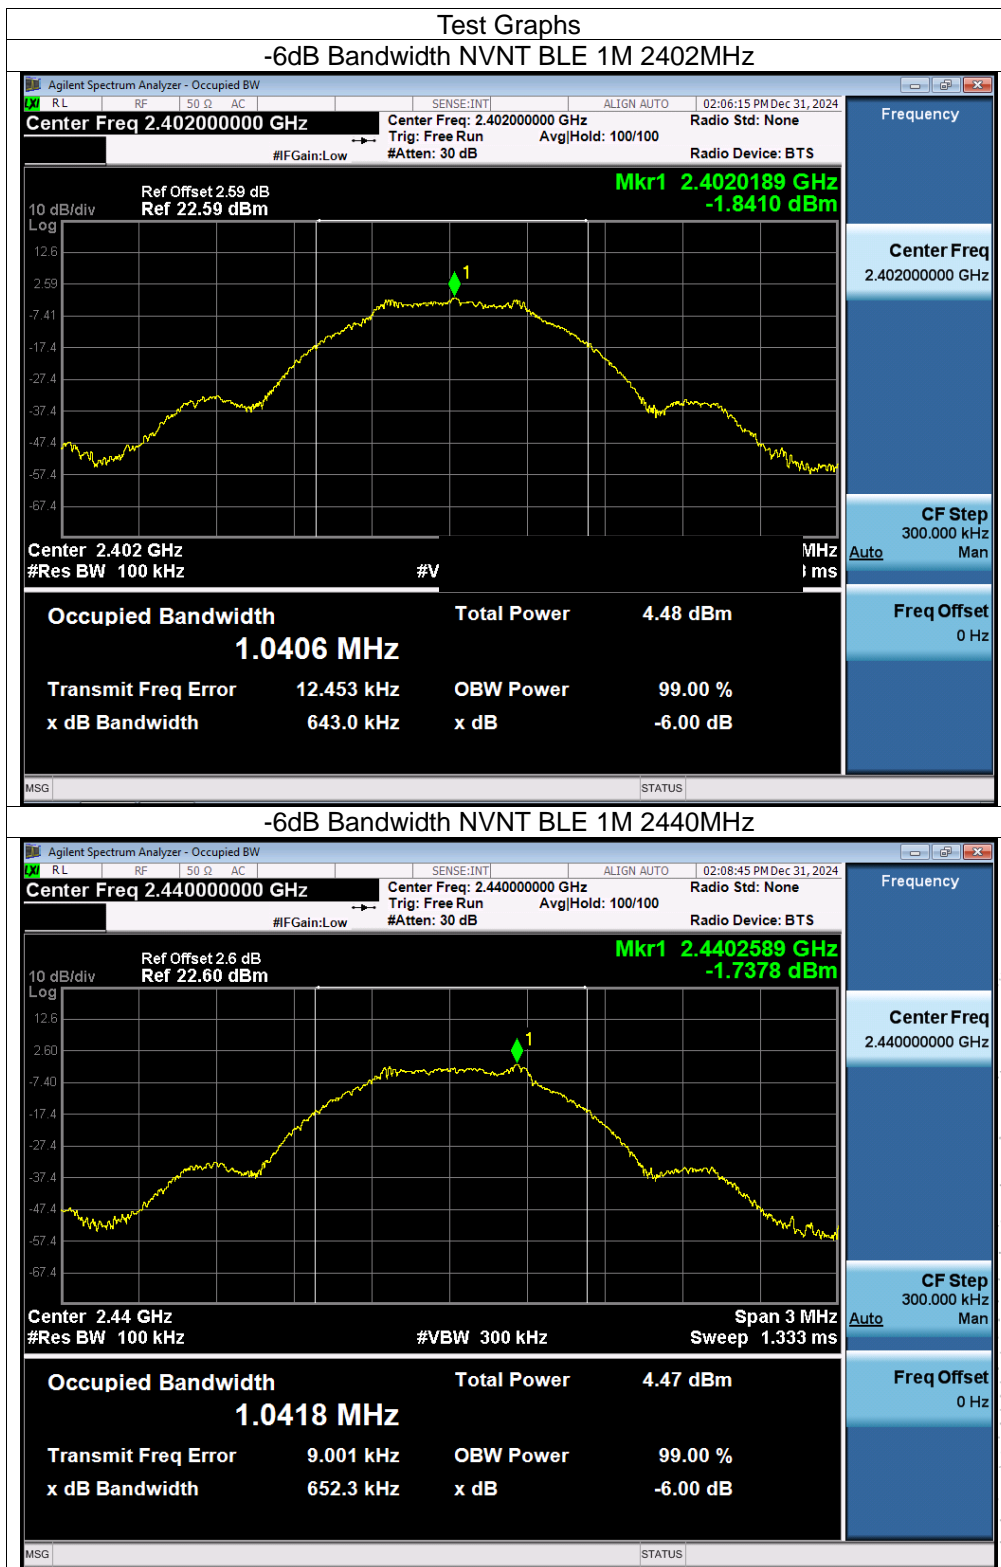 Test Graphs
-6dB Bandwidth NVNT BLE 1M 2402MHz
Agilent Spectrum Analyzer - Occupied BW
LXI RL RF 50 Ω AC SENSE:INT ALIGN AUTO 02:06:15 PM Dec 31, 2024
Center Freq 2.402000000 GHz
Center Freq: 2.402000000 GHz Radio Std: None
Trig: Free Run Avg|Hold: 100/100
#IFGain:Low #Atten: 30 dB Radio Device: BTS
Frequency
Ref Offset 2.59 dB
10 dB/div Ref 22.59 dBm
Log
Mkr1 2.4020189 GHz
-1.8410 dBm
12.6
2.59
-7.41
-17.4
-27.4
-37.4
-47.4
-57.4
-67.4
1
Center Freq
2.402000000 GHz
CF Step
300.000 kHz
Auto Man
Freq Offset
0 Hz
Center 2.402 GHz MHz
#Res BW 100 kHz #V ms
Occupied Bandwidth Total Power 4.48 dBm
1.0406 MHz
Transmit Freq Error 12.453 kHz OBW Power 99.00 %
x dB Bandwidth 643.0 kHz x dB -6.00 dB
MSG STATUS
-6dB Bandwidth NVNT BLE 1M 2440MHz
Agilent Spectrum Analyzer - Occupied BW
LXI RL RF 50 Ω AC SENSE:INT ALIGN AUTO 02:08:45 PM Dec 31, 2024
Center Freq 2.440000000 GHz
Center Freq: 2.440000000 GHz Radio Std: None
Trig: Free Run Avg|Hold: 100/100
#IFGain:Low #Atten: 30 dB Radio Device: BTS
Frequency
Ref Offset 2.6 dB
10 dB/div Ref 22.60 dBm
Log
Mkr1 2.4402589 GHz
-1.7378 dBm
12.6
2.60
-7.40
-17.4
-27.4
-37.4
-47.4
-57.4
-67.4
1
Center Freq
2.440000000 GHz
CF Step
300.000 kHz
Auto Man
Freq Offset
0 Hz
Center 2.44 GHz Span 3 MHz
#Res BW 100 kHz #VBW 300 kHz Sweep 1.333 ms
Occupied Bandwidth Total Power 4.47 dBm
1.0418 MHz
Transmit Freq Error 9.001 kHz OBW Power 99.00 %
x dB Bandwidth 652.3 kHz x dB -6.00 dB
MSG STATUS